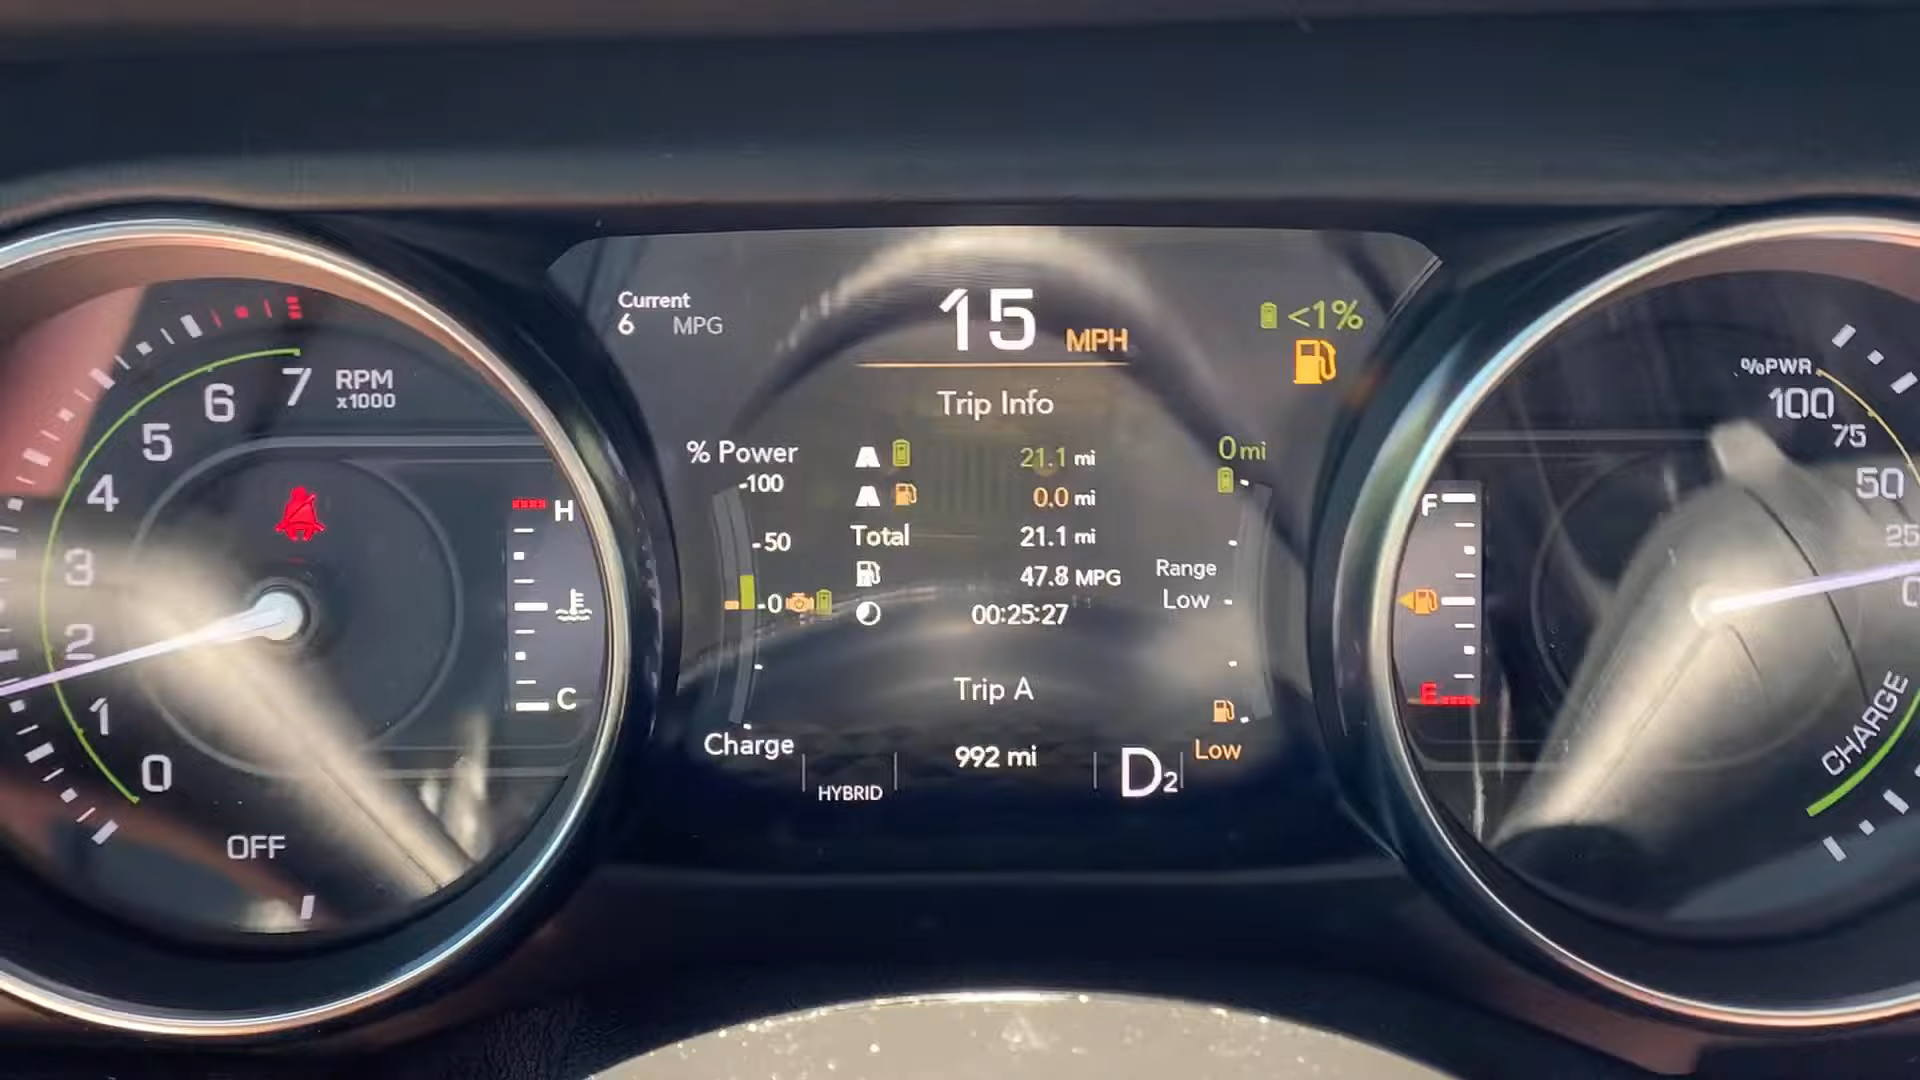 Current
6 MPG
15 MPH
<1%
Trip Info
% Power
-100
-50
-0
Charge
21.1 mi
0.0 mi
Total 21.1 mi
47.8 MPG
00:25:27
Trip A
992 mi
HYBRID
D2
0 mi
Range
Low
Low
7
6
5
4
3
2
1
0
OFF
RPM
x1000
H
C
F
E
%PWR
100
75
50
25
0
CHARGE